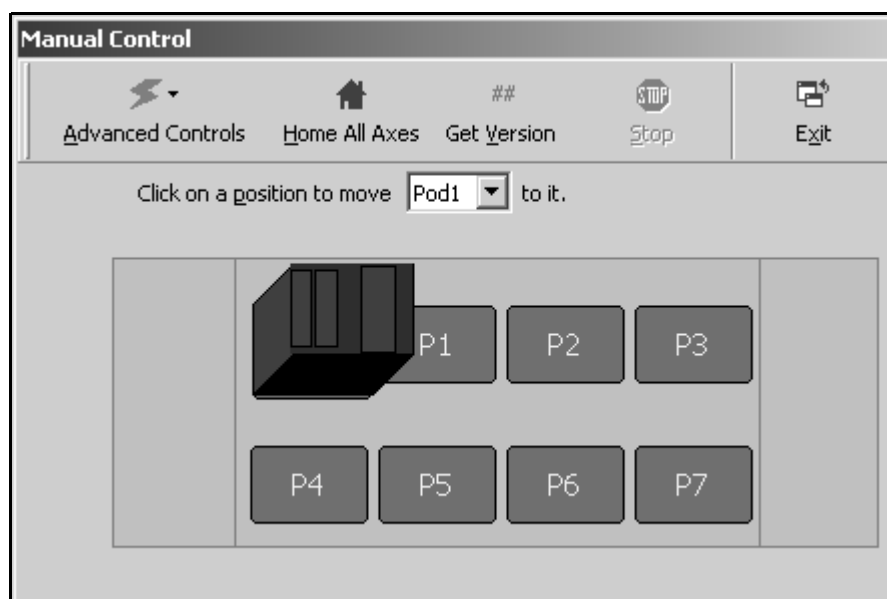 Manual Control
## STOP
Advanced Controls Home All Axes Get Version Stop Exit
Click on a position to move Pod1 to it.
P1 P2 P3
P4 P5 P6 P7